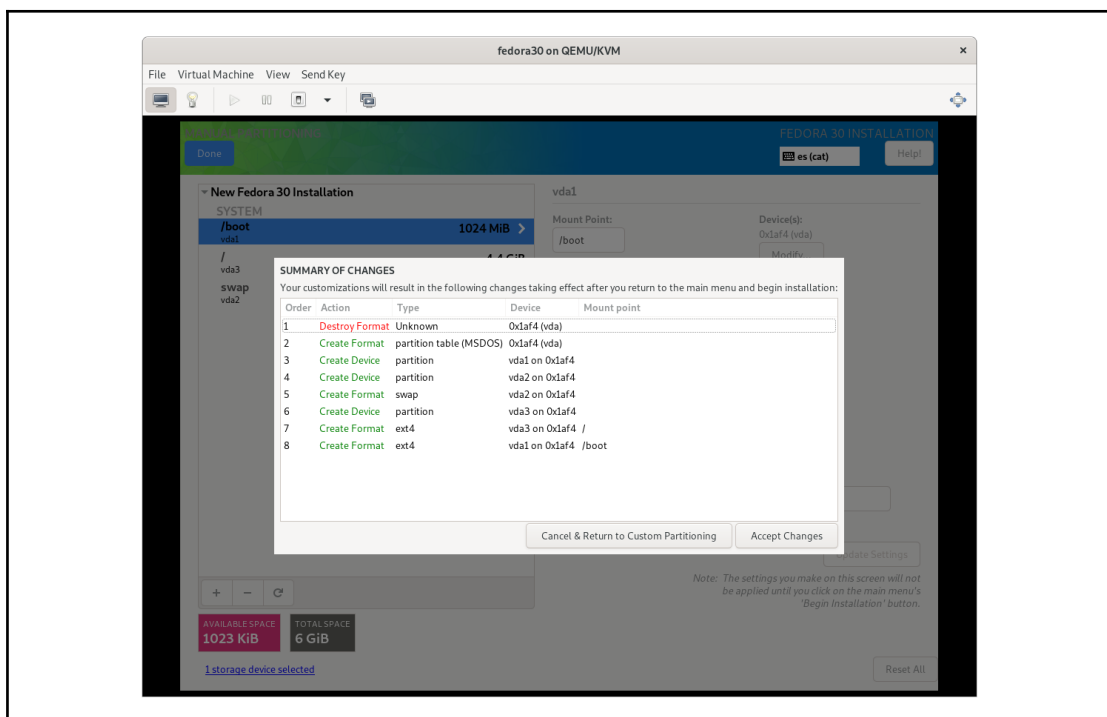 fedora30 on QEMU/KVM ×
File Virtual Machine View Send Key
FEDORA 30 INSTALLATION
Done
es (cat) Help!
New Fedora 30 Installation
SYSTEM
/boot 1024 MiB
vda1
/
vda3
swap
vda2
vda1
Mount Point:
/boot
Device(s):
0x1af4 (vda)
Modify...
SUMMARY OF CHANGES
Your customizations will result in the following changes taking effect after you return to the main menu and begin installation:
Order Action Type Device Mount point
1 Destroy Format Unknown 0x1af4 (vda)
2 Create Format partition table (MSDOS) 0x1af4 (vda)
3 Create Device partition vda1 on 0x1af4
4 Create Device partition vda2 on 0x1af4
5 Create Format swap vda2 on 0x1af4
6 Create Device partition vda3 on 0x1af4
7 Create Format ext4 vda3 on 0x1af4 /
8 Create Format ext4 vda1 on 0x1af4 /boot
Cancel & Return to Custom Partitioning Accept Changes
Update Settings
Note: The settings you make on this screen will not
be applied until you click on the main menu's
'Begin Installation' button.
+ −
AVAILABLE SPACE
1023 KiB
TOTAL SPACE
6 GiB
1 storage device selected
Reset All